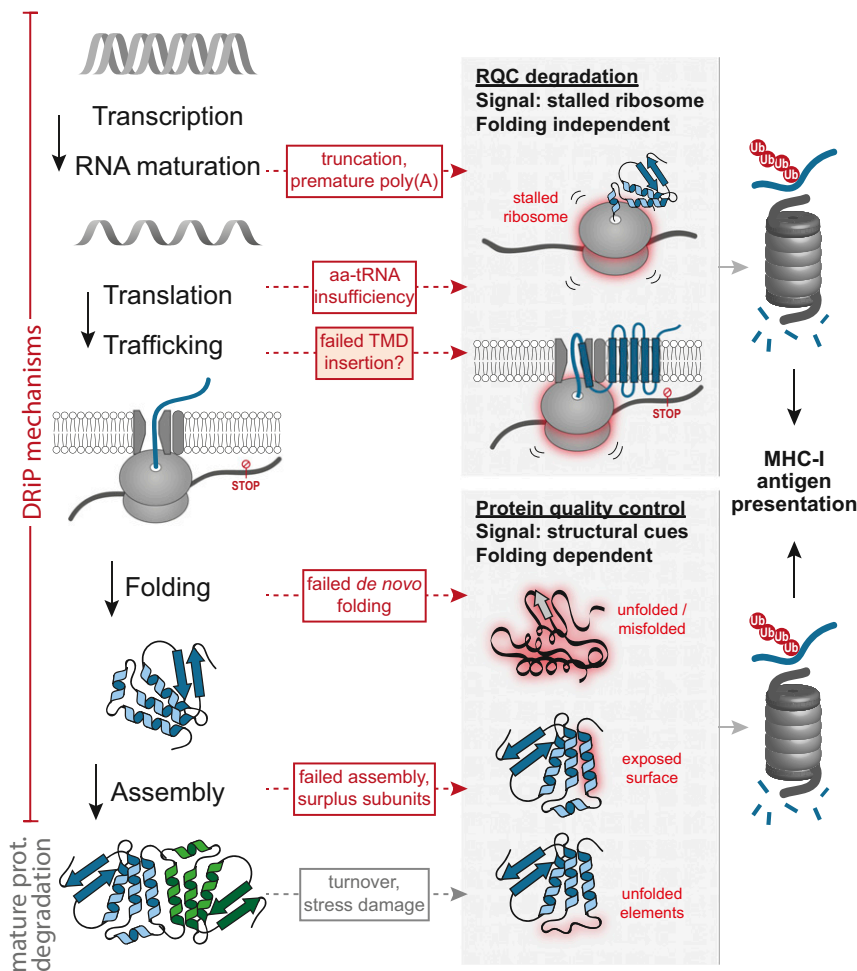 DRiP mechanisms
mature prot.
degradation
Transcription
RNA maturation
truncation,
premature poly(A)
Translation
Trafficking
aa-tRNA
insufficiency
failed TMD
insertion?
STOP
Folding
failed de novo
folding
Assembly
failed assembly,
surplus subunits
turnover,
stress damage
RQC degradation
Signal: stalled ribosome
Folding independent
stalled
ribosome
STOP
Protein quality control
Signal: structural cues
Folding dependent
unfolded /
misfolded
exposed
surface
unfolded
elements
Ub
Ub
Ub
Ub
MHC-I
antigen
presentation
Ub
Ub
Ub
Ub